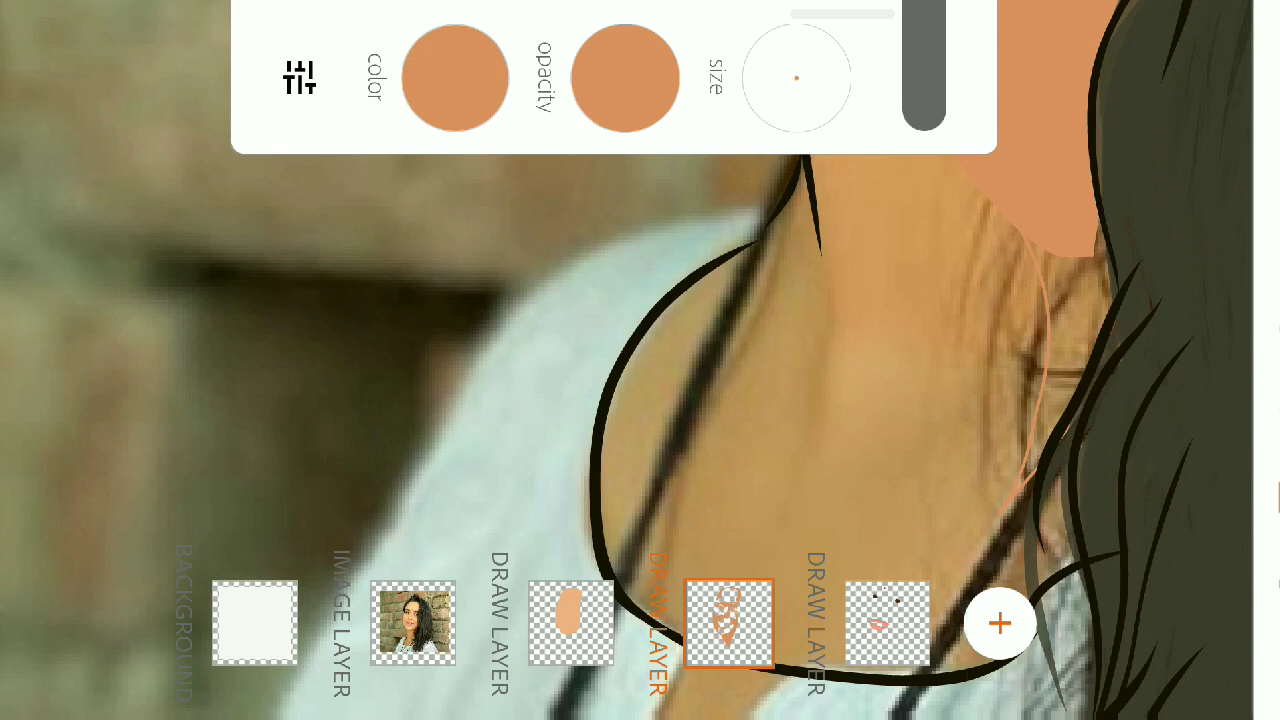 color
opacity
size
BACKGROUND
IMAGE LAYER
DRAW LAYER
DRAW LAYER
DRAW LAYER